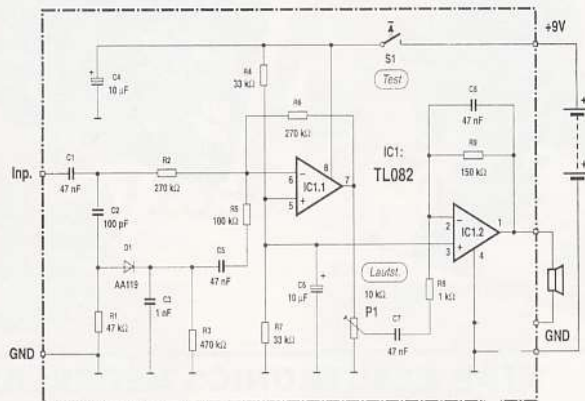 +9V
S1
Test
C4
10 µF
R4
33 kΩ
R6
270 kΩ
C6
47 nF
R9
150 kΩ
IC1:
TL082
Inp.
C1
47 nF
R2
270 kΩ
8
6
5
7
IC1.1
C2
100 pF
R5
100 kΩ
2
3
1
4
IC1.2
D1
AA119
C5
47 nF
C3
1 nF
C6
10 µF
Lautst.
10 kΩ
P1
R8
1 kΩ
R1
47 kΩ
R3
470 kΩ
R7
33 kΩ
C7
47 nF
GND
GND